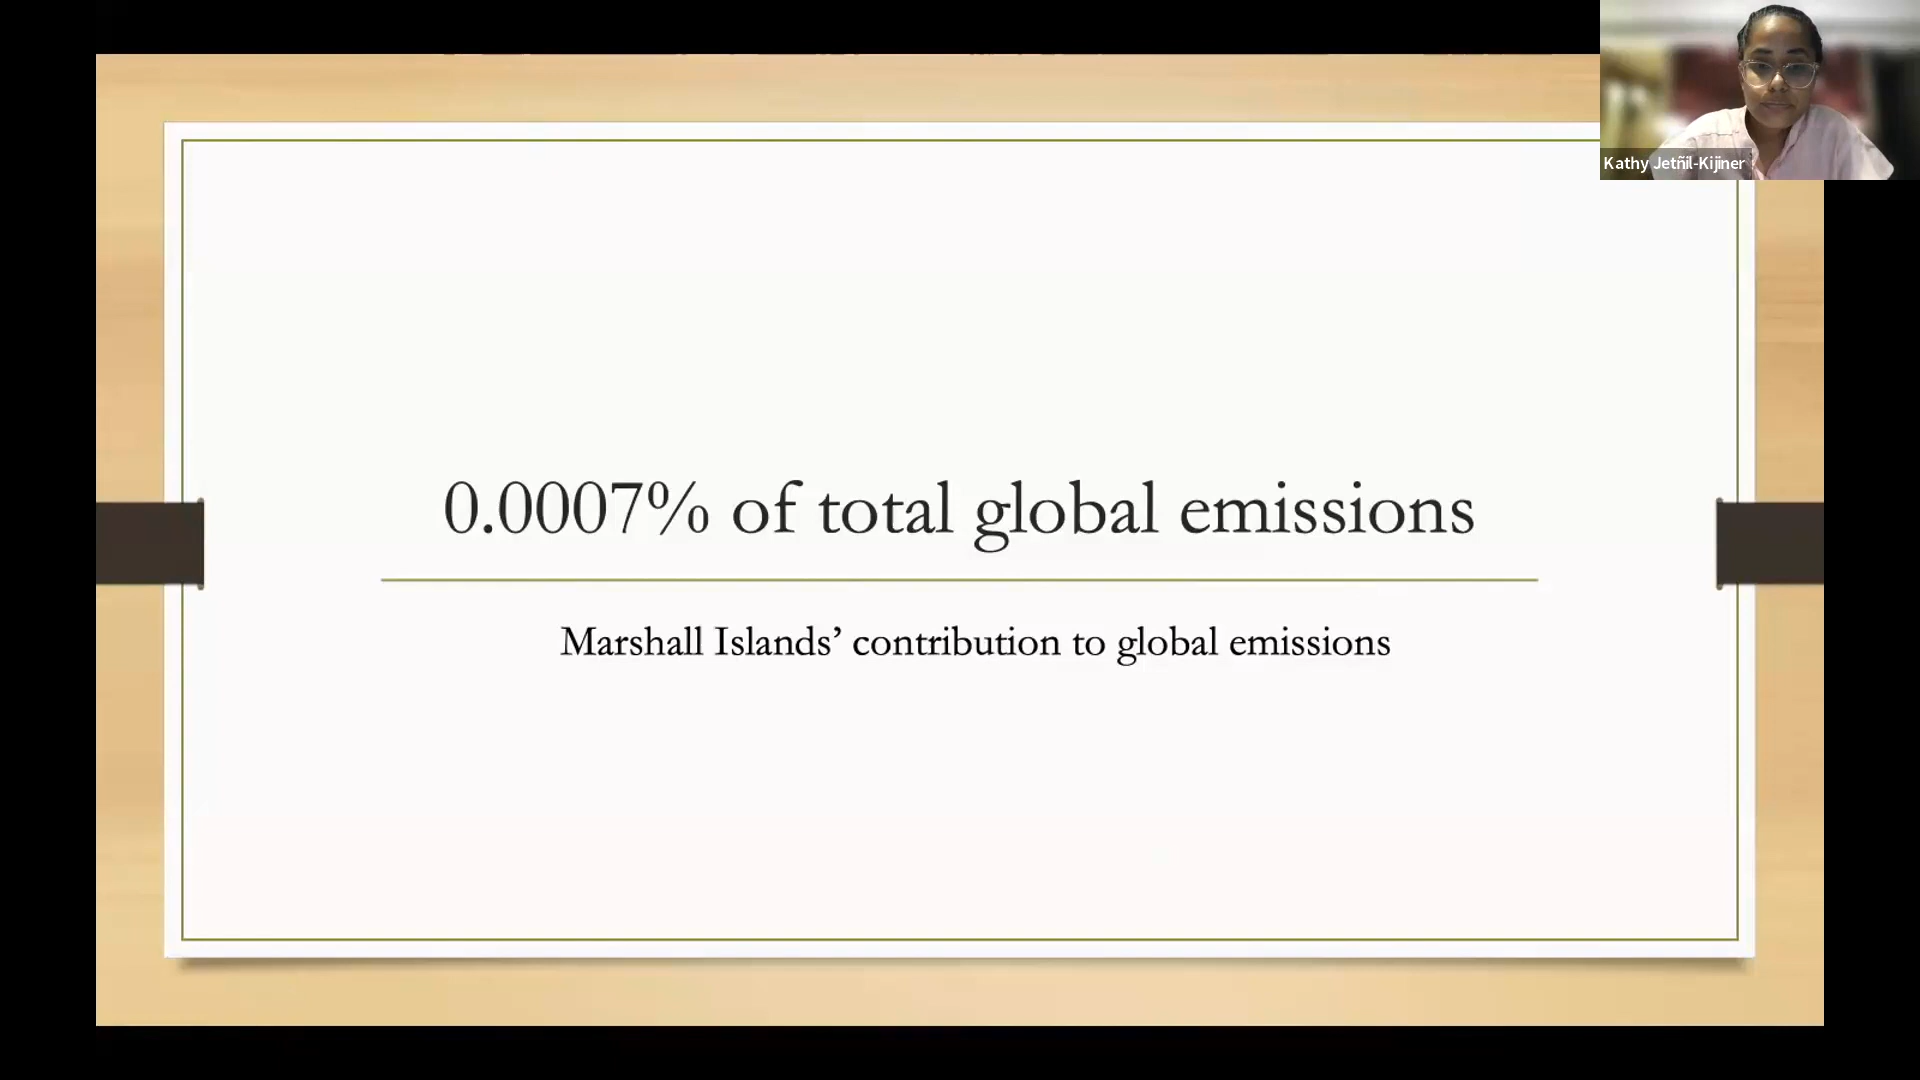 Kathy Jetñil-Kijiner
0.0007% of total global emissions
Marshall Islands’ contribution to global emissions